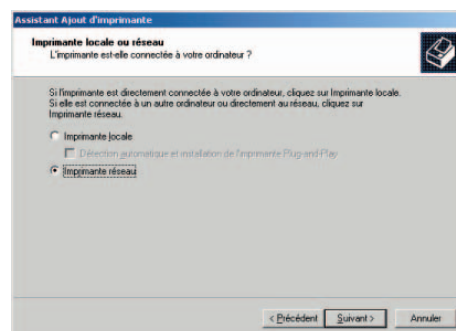 Assistant Ajout d'imprimante
Imprimante locale ou réseau
L'imprimante est-elle connectée à votre ordinateur ?
Si l'imprimante est directement connectée à votre ordinateur, cliquez sur Imprimante locale.
Si elle est connectée à un autre ordinateur ou directement au réseau, cliquez sur
Imprimante réseau.
Imprimante locale
Détection automatique et installation de l'imprimante Plug-and-Play
Imprimante réseau
< Précédent Suivant > Annuler